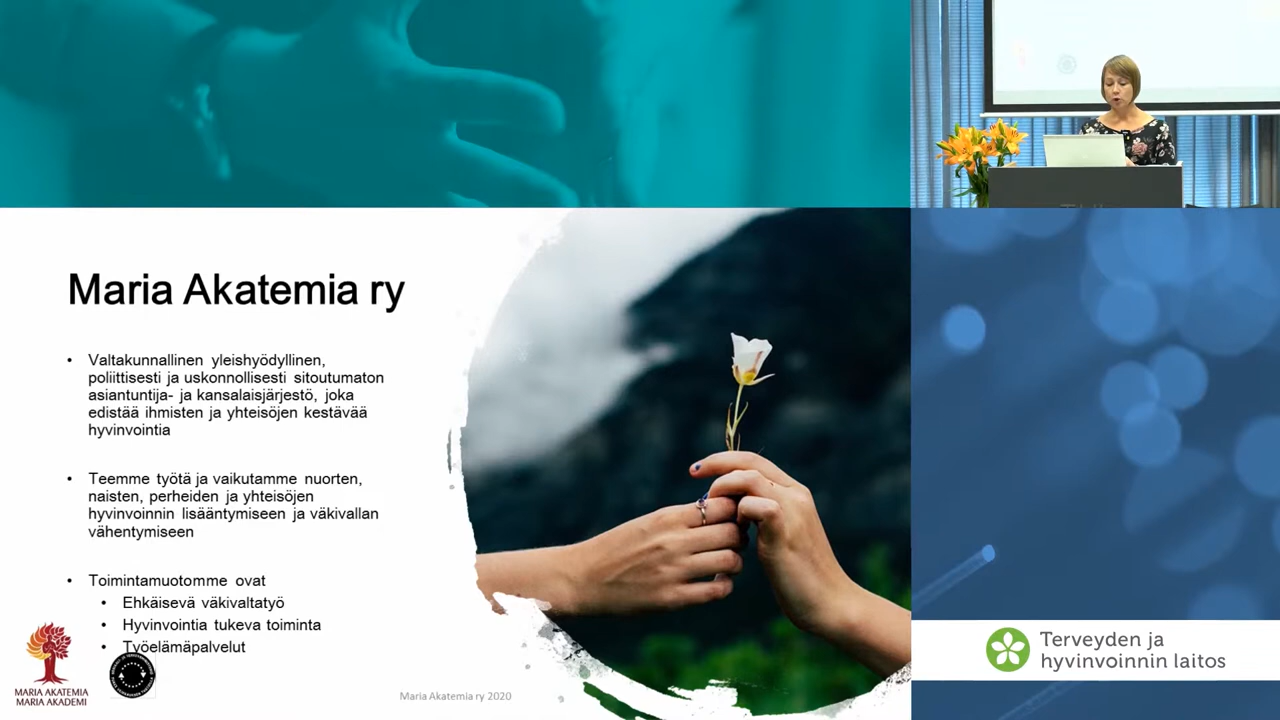 Maria Akatemia ry
• Valtakunnallinen yleishyödyllinen,
poliittisesti ja uskonnollisesti sitoutumaton
asiantuntija- ja kansalaisjärjestö, joka
edistää ihmisten ja yhteisöjen kestävää
hyvinvointia
• Teemme työtä ja vaikutamme nuorten,
naisten, perheiden ja yhteisöjen
hyvinvoinnin lisääntymiseen ja väkivallan
vähentymiseen
• Toimintamuotomme ovat
• Ehkäisevä väkivaltatyö
• Hyvinvointia tukeva toiminta
• Työelämäpalvelut
MARIA AKATEMIA
MARIA AKADEMI
Maria Akatemia ry 2020
Terveyden ja
hyvinvoinnin laitos